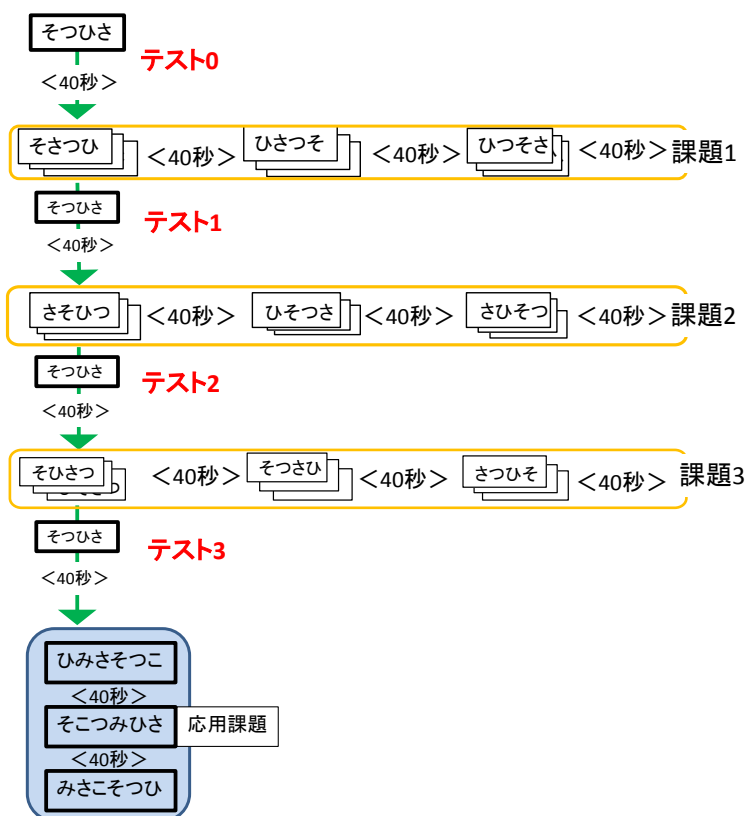 そつひさ
テスト0
＜40秒＞
そさつひ ＜40秒＞ ひさつそ ＜40秒＞ ひつそさ ＜40秒＞ 課題1
そつひさ
テスト1
＜40秒＞
さそひつ ＜40秒＞ ひそつさ ＜40秒＞ さひそつ ＜40秒＞ 課題2
そつひさ
テスト2
＜40秒＞
そひさつ ＜40秒＞ そつさひ ＜40秒＞ さつひそ ＜40秒＞ 課題3
そつひさ
テスト3
＜40秒＞
ひみさそつこ
＜40秒＞
そこつみひさ 応用課題
＜40秒＞
みさこそつひ